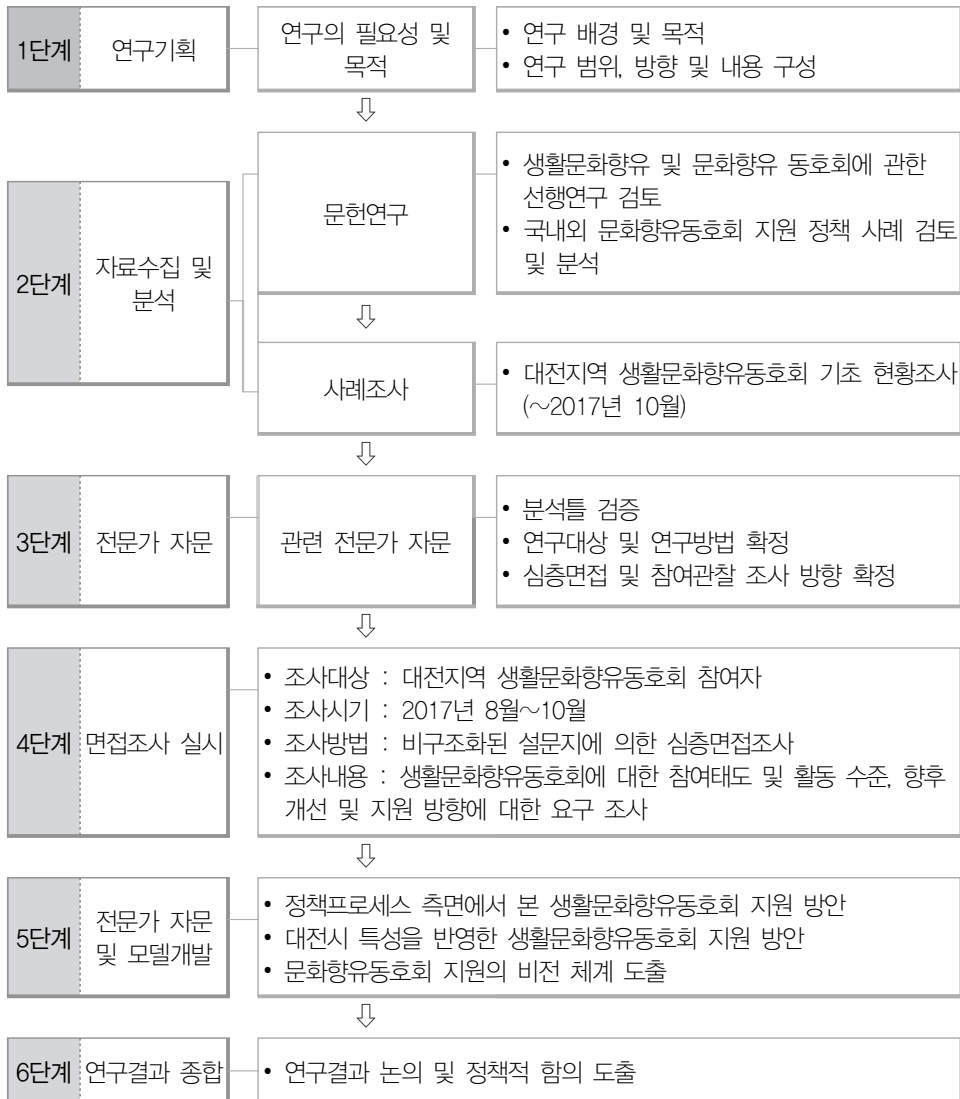 1단계
연구기획
연구의 필요성 및
목적
• 연구 배경 및 목적
• 연구 범위, 방향 및 내용 구성
⇩
2단계
자료수집 및
분석
문헌연구
• 생활문화향유 및 문화향유 동호회에 관한
선행연구 검토
• 국내외 문화향유동호회 지원 정책 사례 검토
및 분석
⇩
사례조사
• 대전지역 생활문화향유동호회 기초 현황조사
(~2017년 10월)
⇩
3단계
전문가 자문
관련 전문가 자문
• 분석틀 검증
• 연구대상 및 연구방법 확정
• 심층면접 및 참여관찰 조사 방향 확정
⇩
4단계
면접조사 실시
• 조사대상 : 대전지역 생활문화향유동호회 참여자
• 조사시기 : 2017년 8월~10월
• 조사방법 : 비구조화된 설문지에 의한 심층면접조사
• 조사내용 : 생활문화향유동호회에 대한 참여태도 및 활동 수준, 향후
개선 및 지원 방향에 대한 요구 조사
⇩
5단계
전문가 자문
및 모델개발
• 정책프로세스 측면에서 본 생활문화향유동호회 지원 방안
• 대전시 특성을 반영한 생활문화향유동호회 지원 방안
• 문화향유동호회 지원의 비전 체계 도출
⇩
6단계
연구결과 종합
• 연구결과 논의 및 정책적 함의 도출